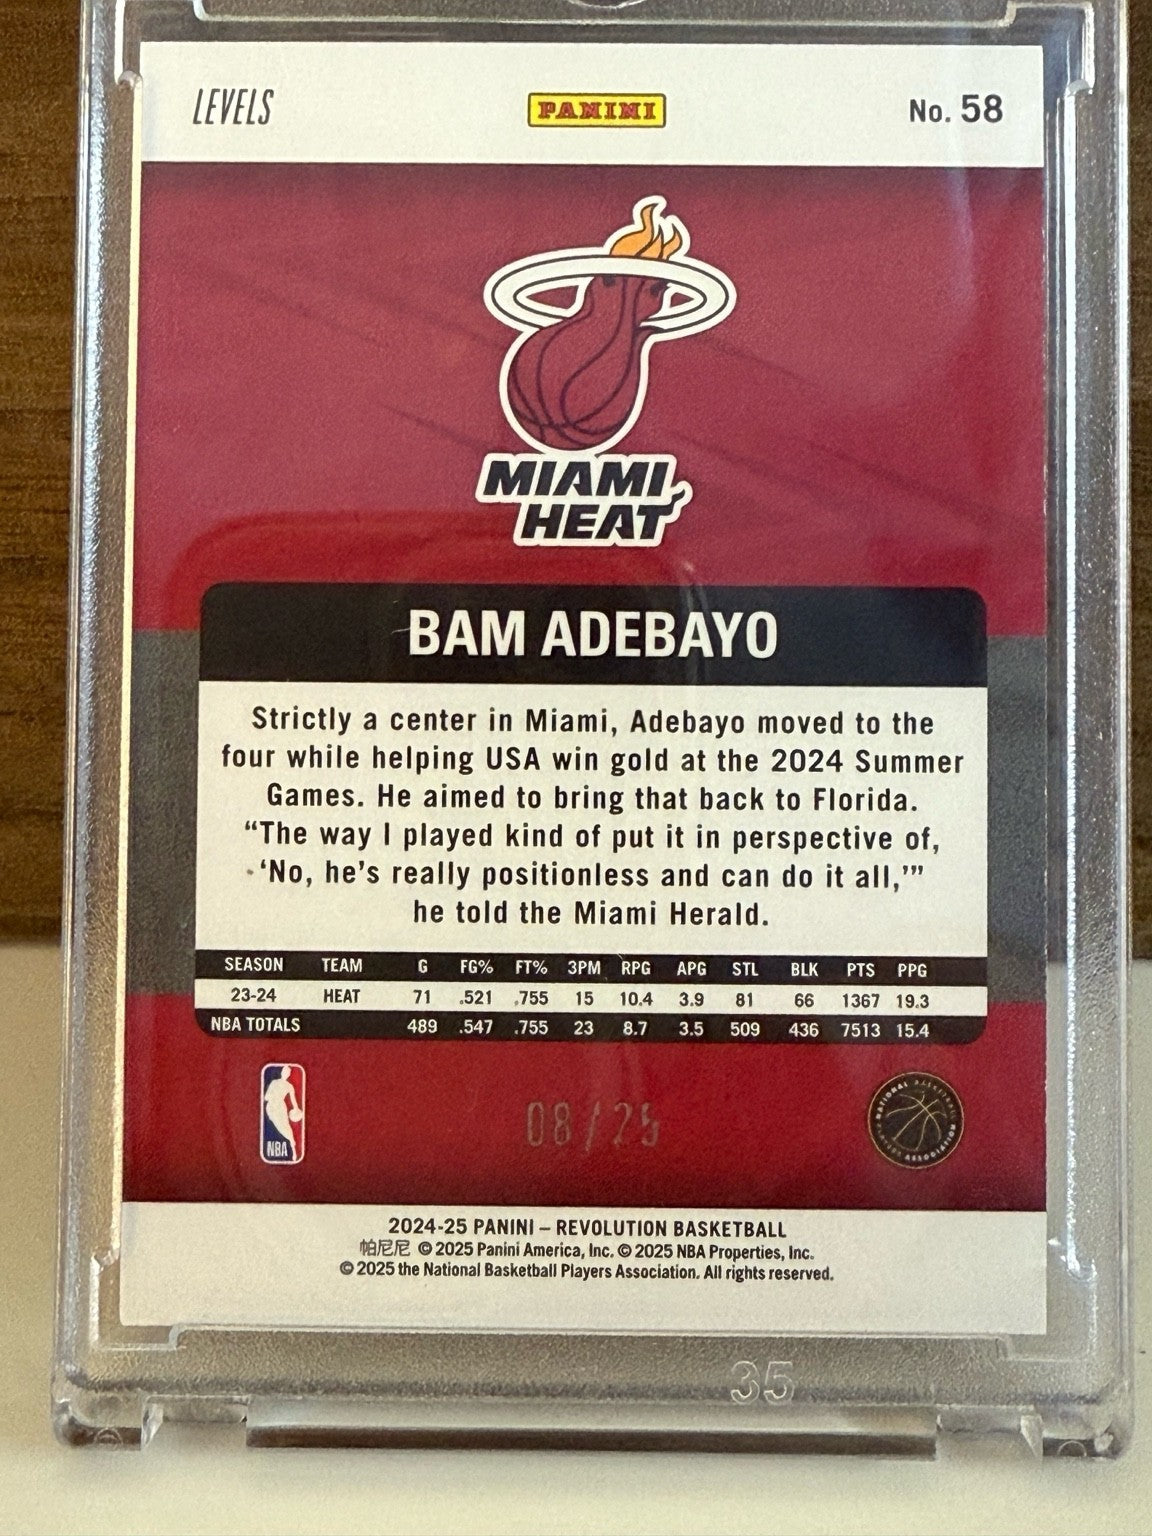 LEVELS
PANINI
No. 58
MIAMI
HEAT
BAM ADEBAYO
Strictly a center in Miami, Adebayo moved to the
four while helping USA win gold at the 2024 Summer
Games. He aimed to bring that back to Florida.
“The way I played kind of put it in perspective of,
‘No, he’s really positionless and can do it all,’”
he told the Miami Herald.
SEASON TEAM G FG% FT% 3PM RPG APG STL BLK PTS PPG
23-24 HEAT 71 .521 .755 15 10.4 3.9 81 66 1367 19.3
NBA TOTALS 489 .547 .755 23 8.7 3.5 509 436 7513 15.4
NBA
08/25
NATIONAL BASKETBALL
PLAYERS ASSOCIATION
2024-25 PANINI – REVOLUTION BASKETBALL
帕尼尼 © 2025 Panini America, Inc. © 2025 NBA Properties, Inc.
© 2025 the National Basketball Players Association. All rights reserved.
35